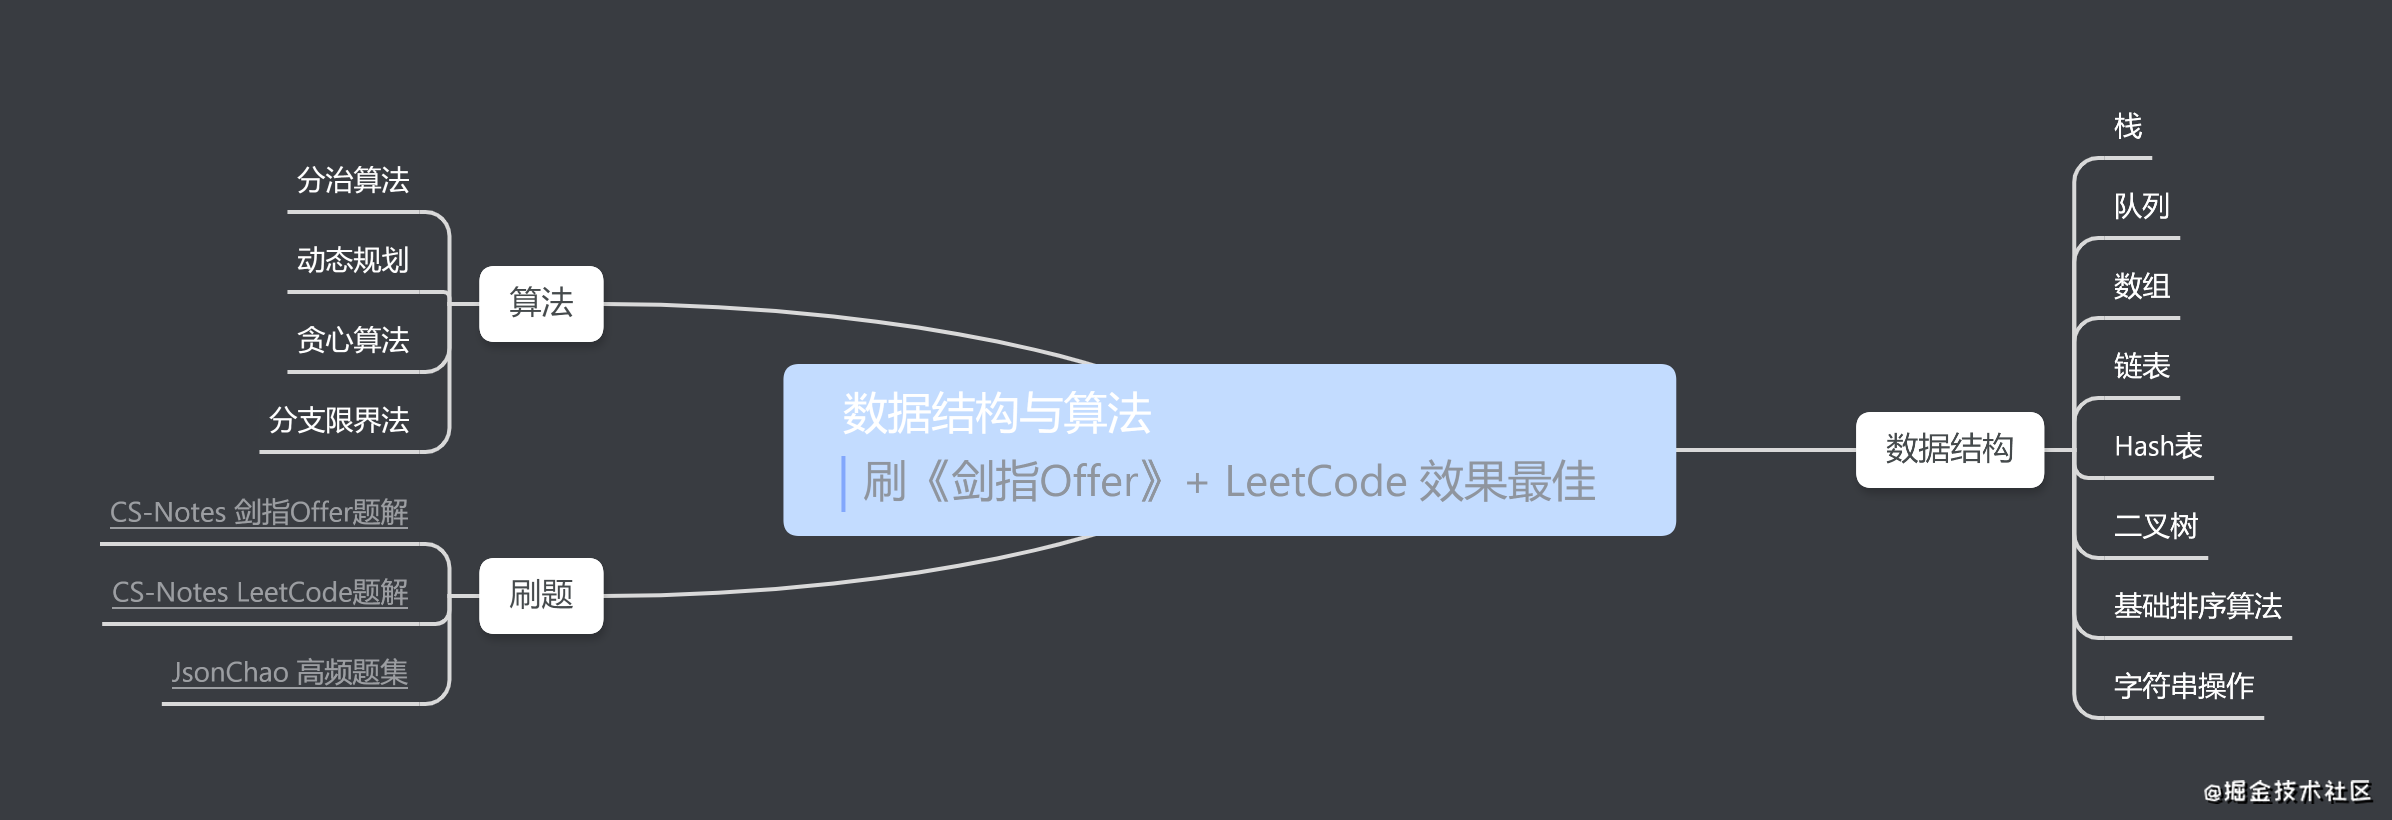 数据结构与算法
刷《剑指Offer》+ LeetCode 效果最佳
数据结构
栈
队列
数组
链表
Hash表
二叉树
基础排序算法
字符串操作
算法
分治算法
动态规划
贪心算法
分支限界法
刷题
CS-Notes 剑指Offer题解
CS-Notes LeetCode题解
JsonChao 高频题集
@掘金技术社区